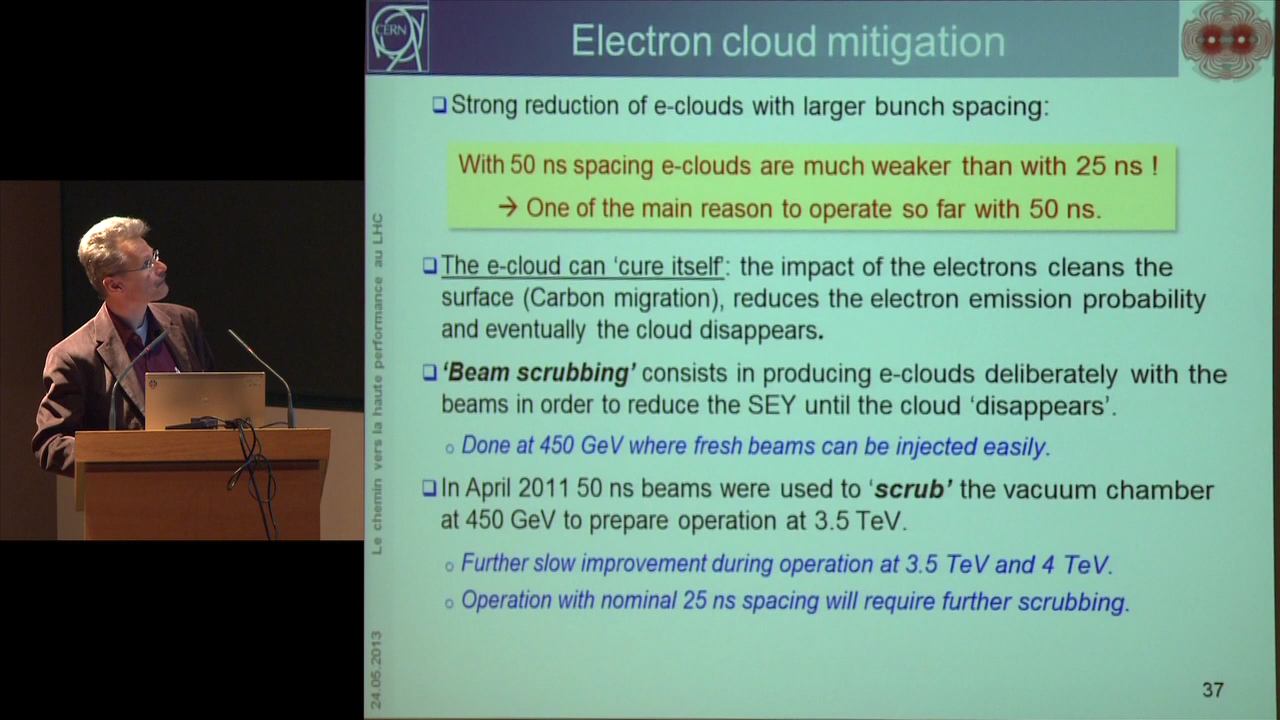 CERN
Electron cloud mitigation
Strong reduction of e-clouds with larger bunch spacing:
With 50 ns spacing e-clouds are much weaker than with 25 ns !
→ One of the main reason to operate so far with 50 ns.
The e-cloud can 'cure itself': the impact of the electrons cleans the
surface (Carbon migration), reduces the electron emission probability
and eventually the cloud disappears.
'Beam scrubbing' consists in producing e-clouds deliberately with the
beams in order to reduce the SEY until the cloud 'disappears'.
Done at 450 GeV where fresh beams can be injected easily.
In April 2011 50 ns beams were used to 'scrub' the vacuum chamber
at 450 GeV to prepare operation at 3.5 TeV.
Further slow improvement during operation at 3.5 TeV and 4 TeV.
Operation with nominal 25 ns spacing will require further scrubbing.
Le chemin vers la haute performance au LHC
24.05.2013
37